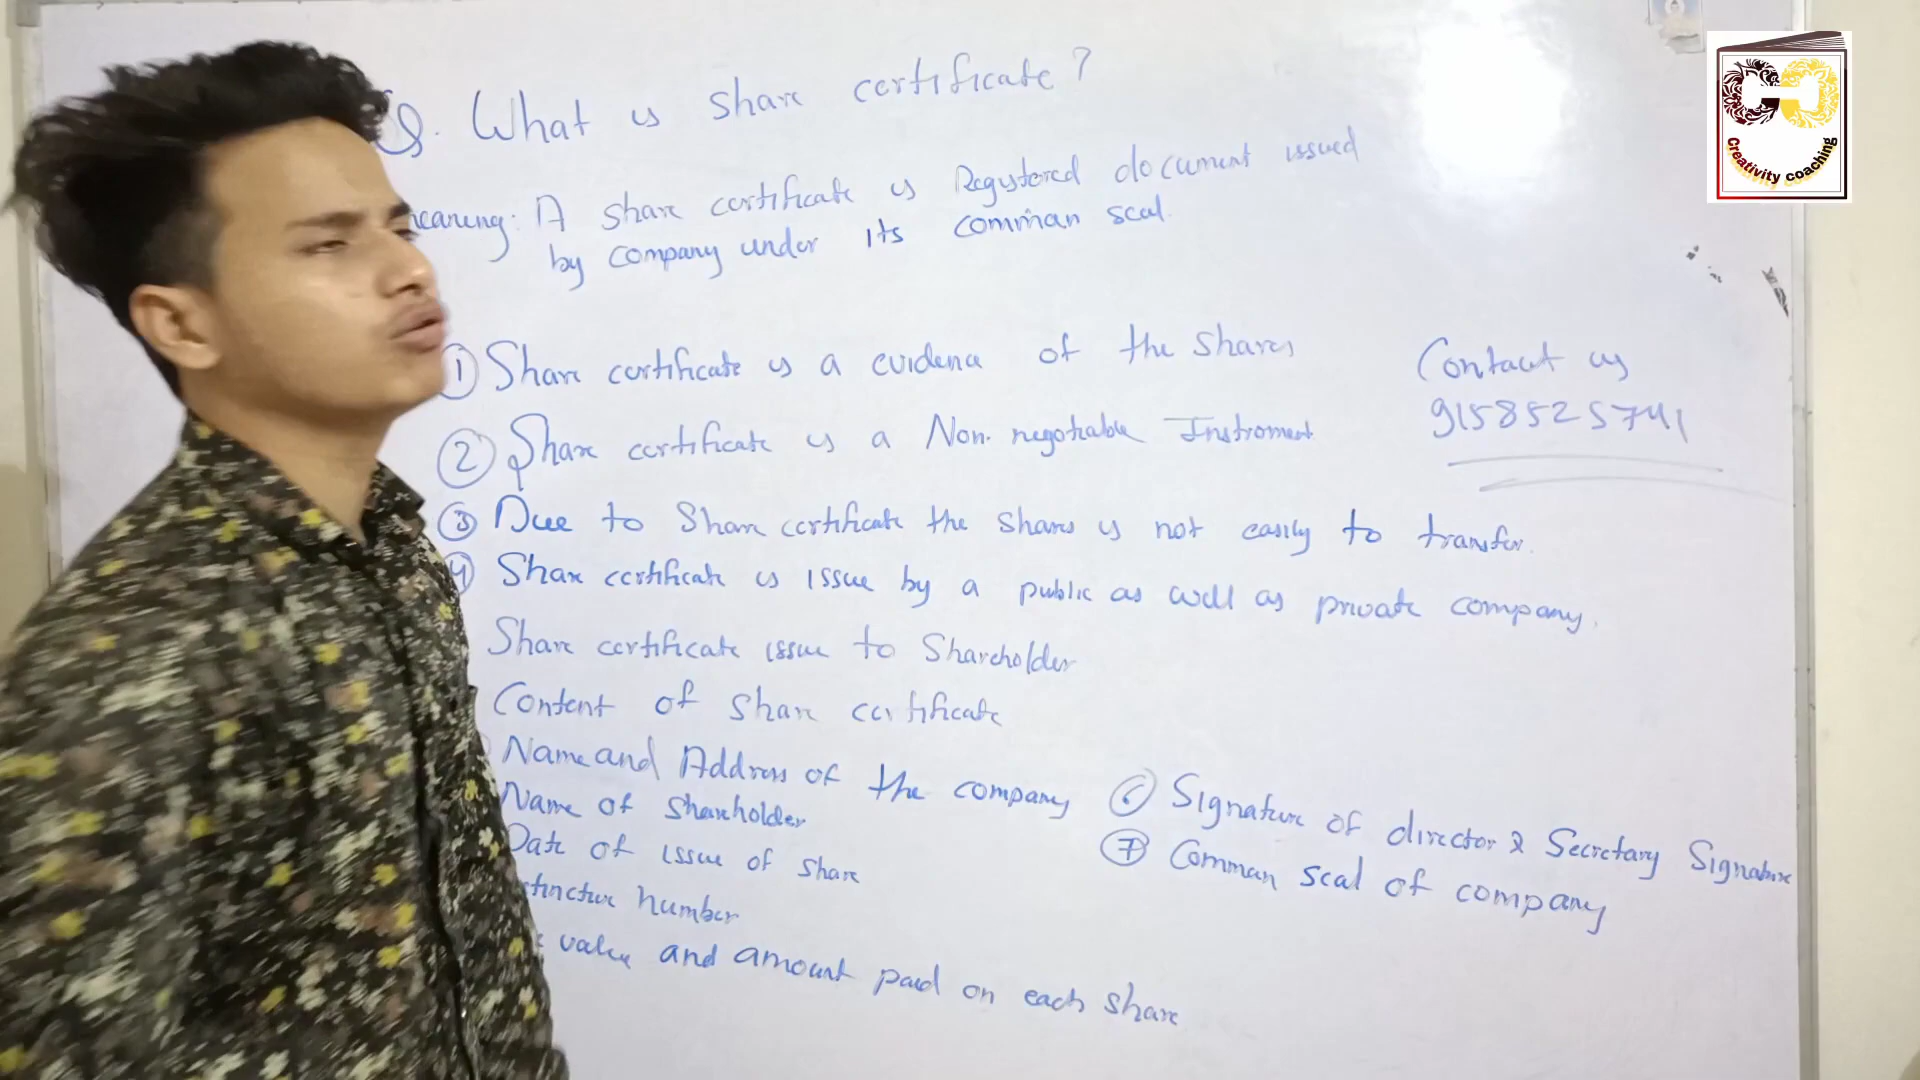 Q. What is share certificate?
Meaning: A share certificate is Registered document issued
by company under its comman seal.
① Share certificate is a evidence of the shares
② Share certificate is a Non-negotiable Instroment
③ Due to Share certificate the shares is not easily to transfer.
④ Share certificate is issue by a public as well as private company.
Share certificate issue to Shareholder
Content of share certificate
Name and Address of the company
Name of shareholder
Date of issue of share
number
value and amount paid on each share
⑥ Signature of director & Secretary Signature
⑦ Comman seal of company
Contact us
9158525741
Creativity coaching